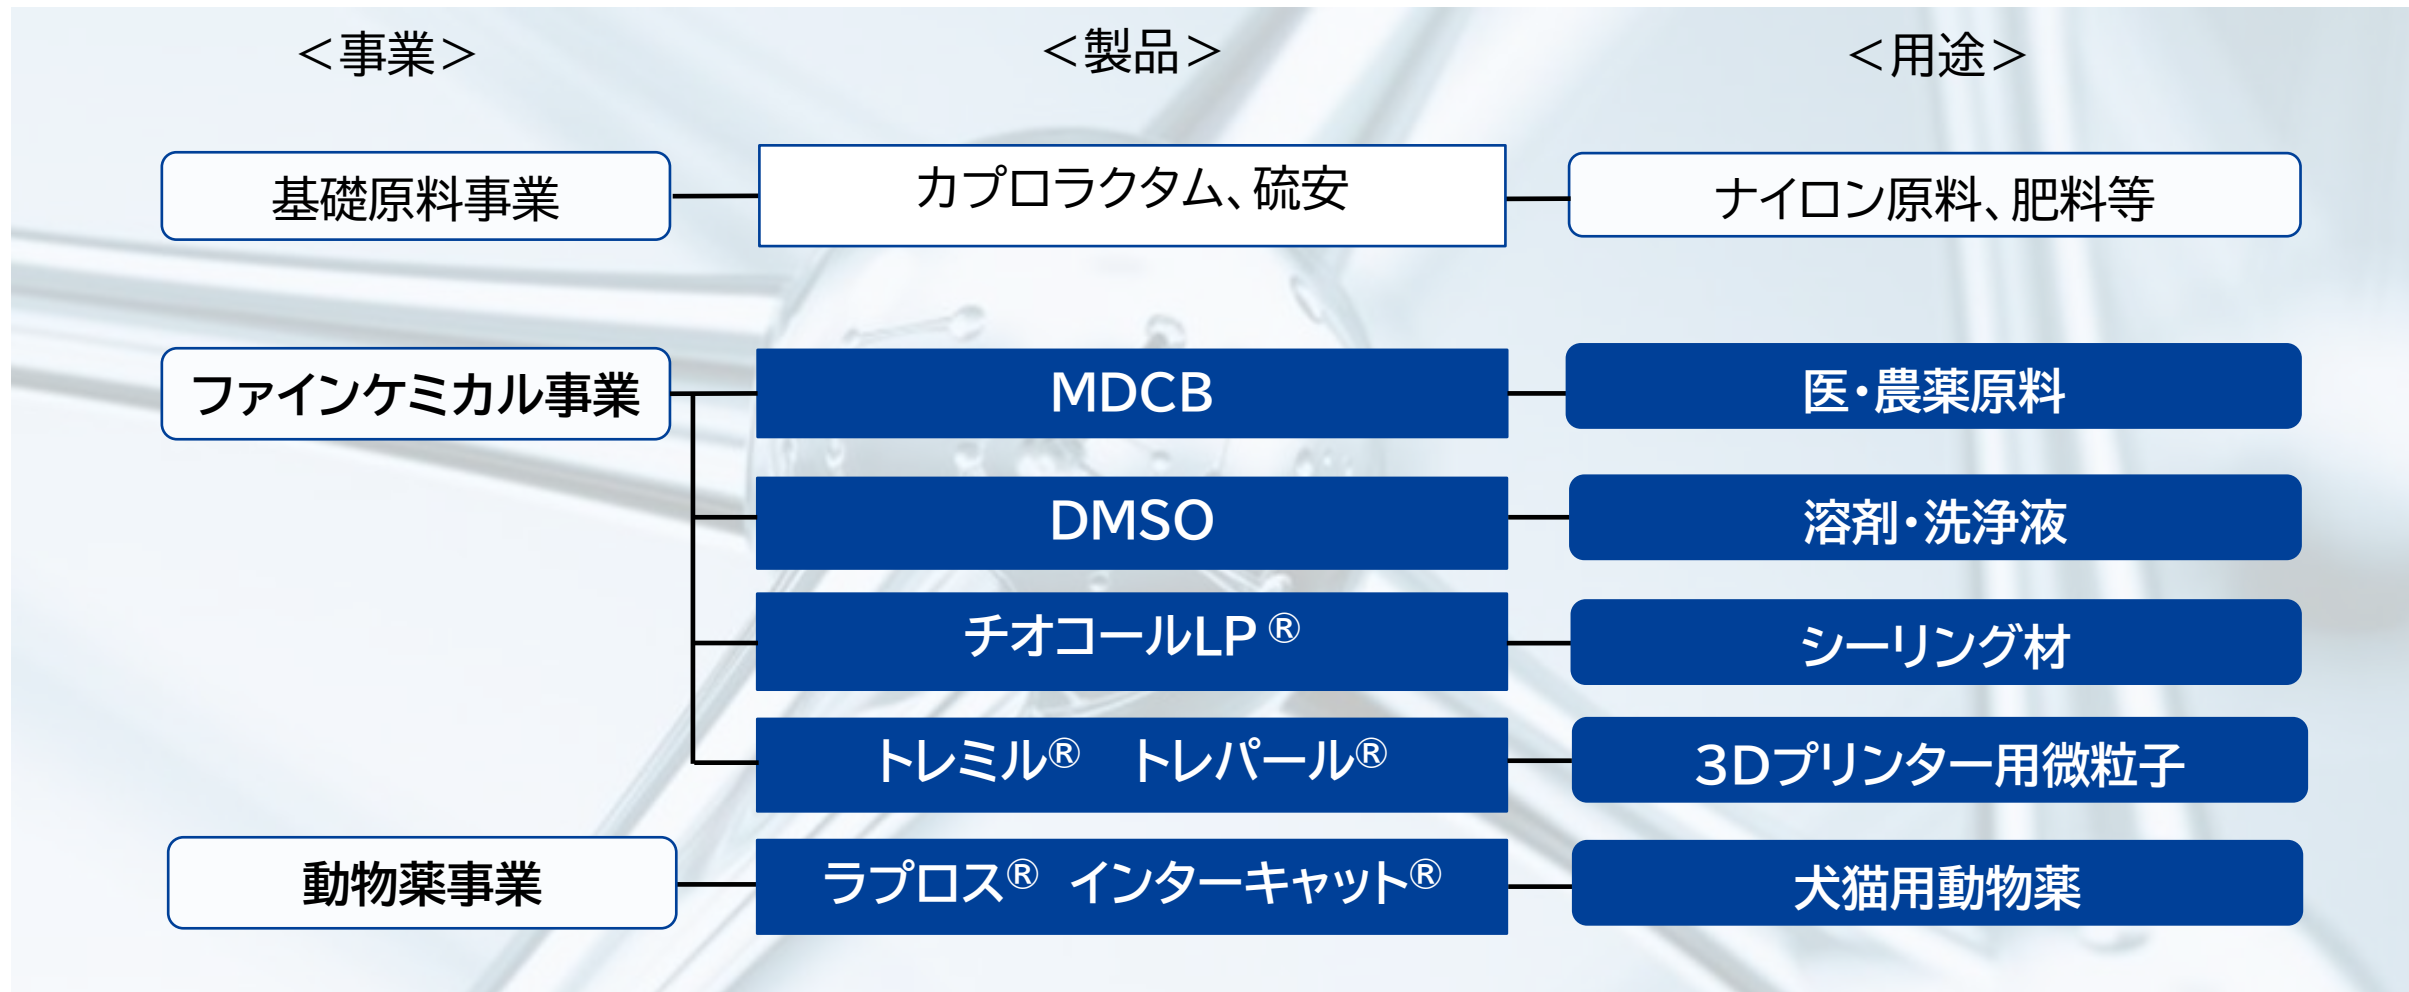 ＜事業＞ ＜製品＞ ＜用途＞
基礎原料事業 カプロラクタム、硫安 ナイロン原料、肥料等
ファインケミカル事業 MDCB 医・農薬原料
DMSO 溶剤・洗浄液
チオコールLP® シーリング材
トレミル® トレパール® 3Dプリンター用微粒子
動物薬事業 ラプロス® インターキャット® 犬猫用動物薬